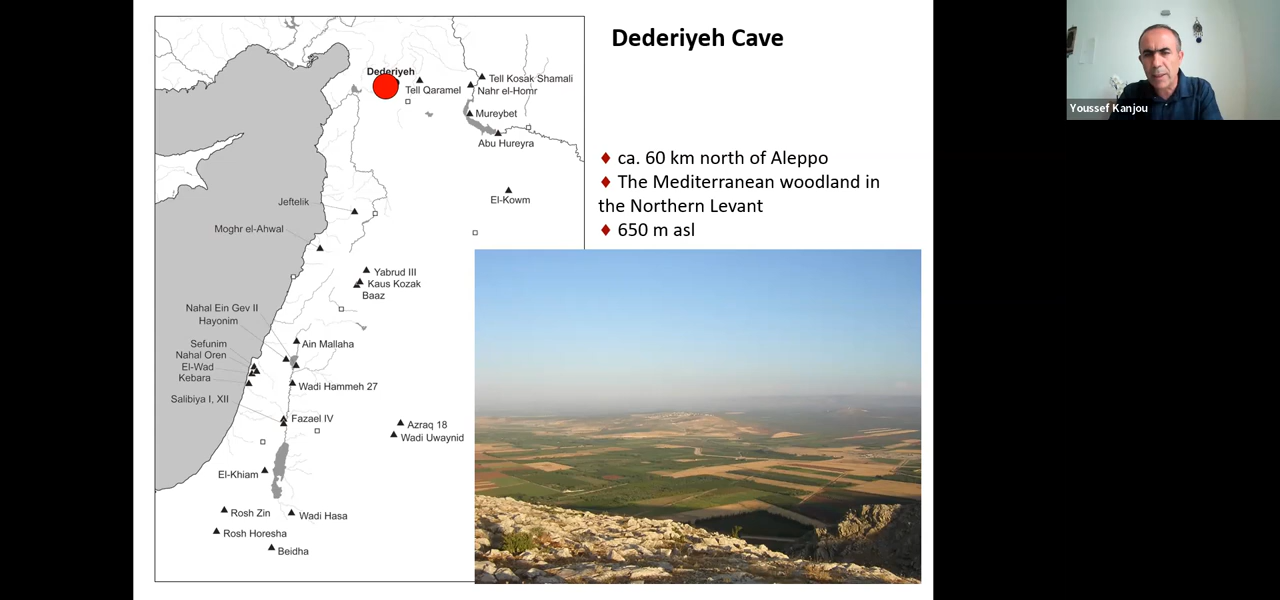 Dederiyeh Cave
Youssef Kanjou
♦ ca. 60 km north of Aleppo
♦ The Mediterranean woodland in
the Northern Levant
♦ 650 m asl
Dederiyeh
Tell Qaramel
Tell Kosak Shamali
Nahr el-Homr
Mureybet
Abu Hureyra
El-Kowm
Jeftelik
Moghr el-Ahwal
Yabrud III
Kaus Kozak
Baaz
Nahal Ein Gev II
Hayonim
Sefunim
Nahal Oren
El-Wad
Kebara
Ain Mallaha
Wadi Hammeh 27
Salibiya I, XII
Fazael IV
Azraq 18
Wadi Uwaynid
El-Khiam
Rosh Zin
Wadi Hasa
Rosh Horesha
Beidha